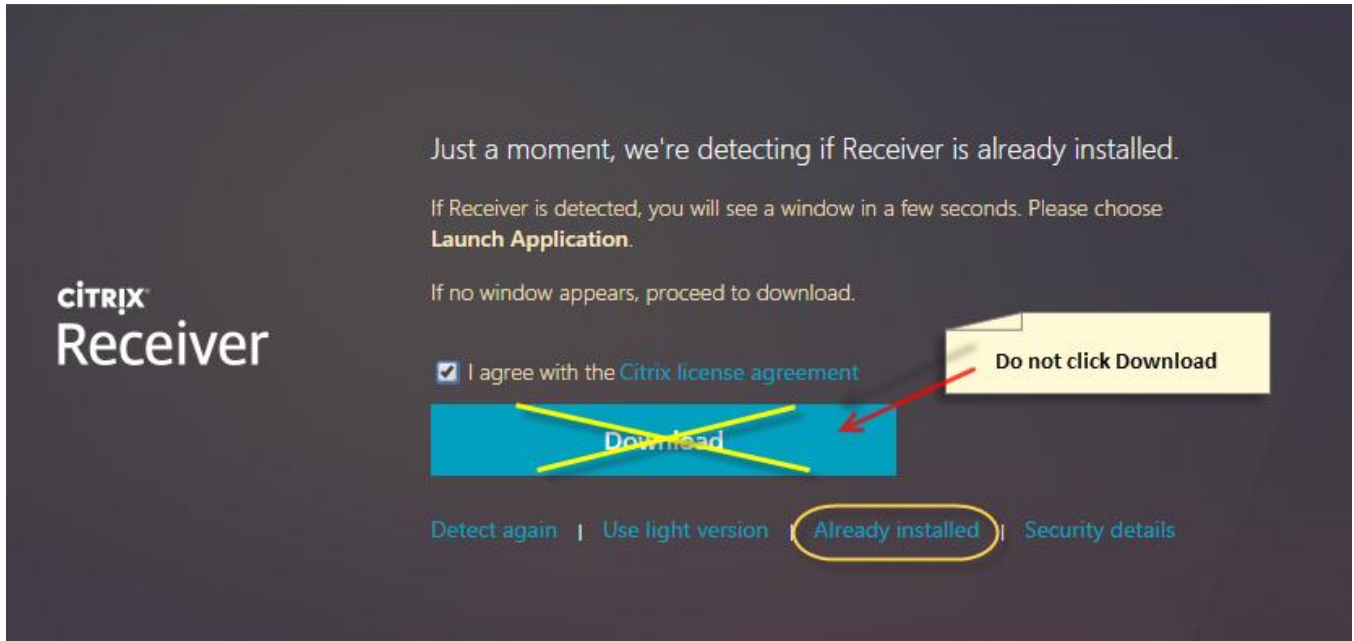 Just a moment, we're detecting if Receiver is already installed.
If Receiver is detected, you will see a window in a few seconds. Please choose
Launch Application.
If no window appears, proceed to download.
CİTRIX
Receiver
I agree with the Citrix license agreement
Do not click Download
Download
Detect again | Use light version | Already installed | Security details